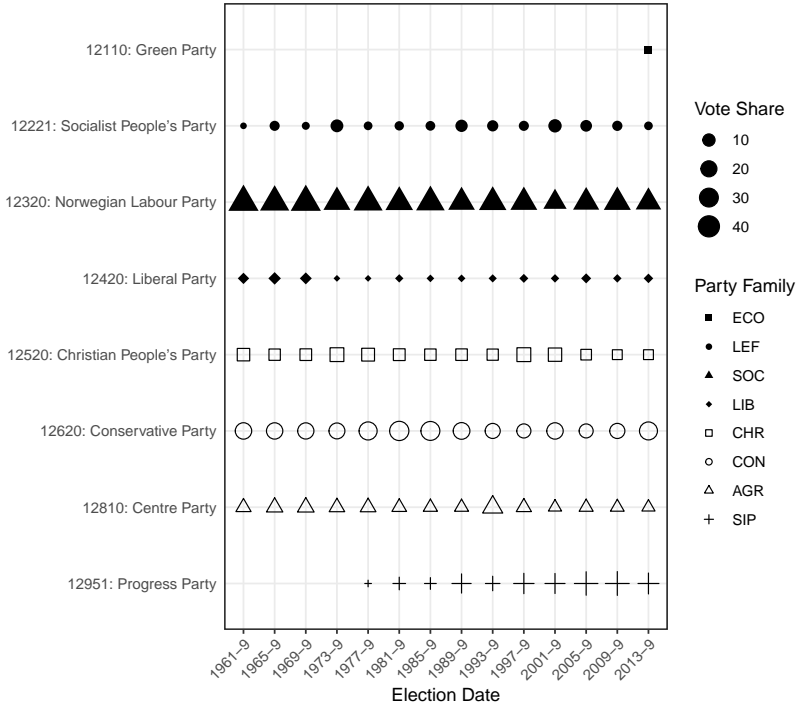 12110: Green Party
12221: Socialist People's Party
12320: Norwegian Labour Party
12420: Liberal Party
12520: Christian People's Party
12620: Conservative Party
12810: Centre Party
12951: Progress Party
1961–9
1965–9
1969–9
1973–9
1977–9
1981–9
1985–9
1989–9
1993–9
1997–9
2001–9
2005–9
2009–9
2013–9
Election Date
Vote Share
10
20
30
40
Party Family
ECO
LEF
SOC
LIB
CHR
CON
AGR
SIP